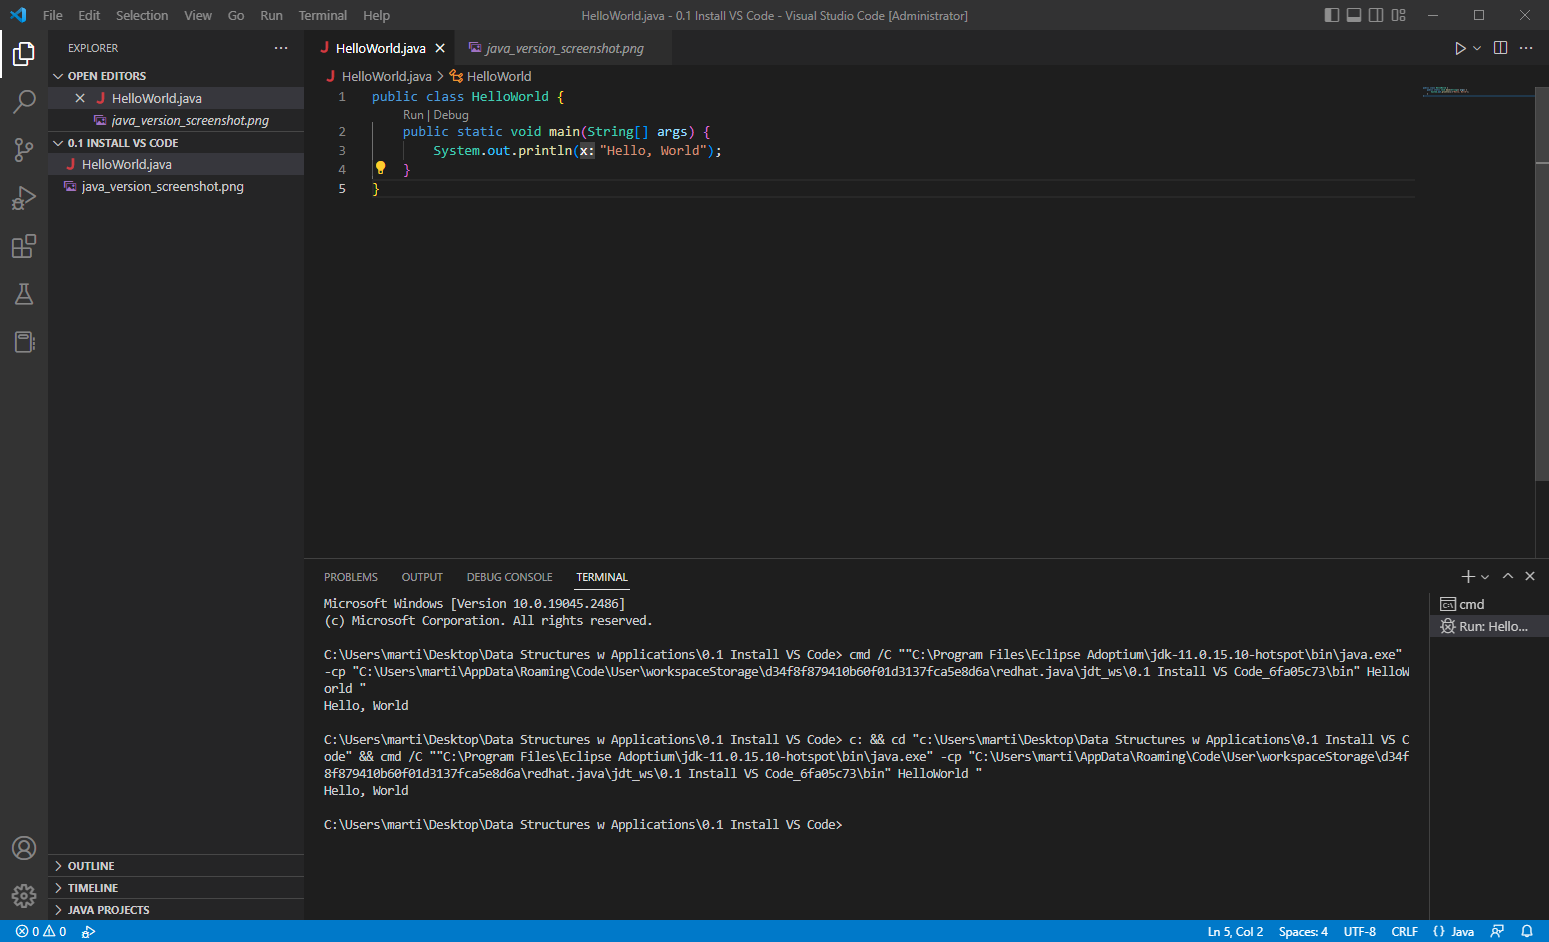 File Edit Selection View Go Run Terminal Help
HelloWorld.java - 0.1 Install VS Code - Visual Studio Code [Administrator]
EXPLORER
OPEN EDITORS
HelloWorld.java
java_version_screenshot.png
0.1 INSTALL VS CODE
HelloWorld.java
java_version_screenshot.png
OUTLINE
TIMELINE
JAVA PROJECTS
HelloWorld.java java_version_screenshot.png
HelloWorld.java > HelloWorld
1 public class HelloWorld {
Run | Debug
2 public static void main(String[] args) {
3 System.out.println(x: "Hello, World");
4 }
5 }
PROBLEMS OUTPUT DEBUG CONSOLE TERMINAL
Microsoft Windows [Version 10.0.19045.2486]
(c) Microsoft Corporation. All rights reserved.
C:\Users\marti\Desktop\Data Structures w Applications\0.1 Install VS Code> cmd /C ""C:\Program Files\Eclipse Adoptium\jdk-11.0.15.10-hotspot\bin\java.exe"
-cp "C:\Users\marti\AppData\Roaming\Code\User\workspaceStorage\d34f8f879410b60f01d3137fca5e8d6a\redhat.java\jdt_ws\0.1 Install VS Code_6fa05c73\bin" HelloW
orld "
Hello, World
C:\Users\marti\Desktop\Data Structures w Applications\0.1 Install VS Code> c: && cd "c:\Users\marti\Desktop\Data Structures w Applications\0.1 Install VS C
ode" && cmd /C ""C:\Program Files\Eclipse Adoptium\jdk-11.0.15.10-hotspot\bin\java.exe" -cp "C:\Users\marti\AppData\Roaming\Code\User\workspaceStorage\d34f
8f879410b60f01d3137fca5e8d6a\redhat.java\jdt_ws\0.1 Install VS Code_6fa05c73\bin" HelloWorld "
Hello, World
C:\Users\marti\Desktop\Data Structures w Applications\0.1 Install VS Code>
cmd
Run: Hello...
0 0
Ln 5, Col 2 Spaces: 4 UTF-8 CRLF {} Java